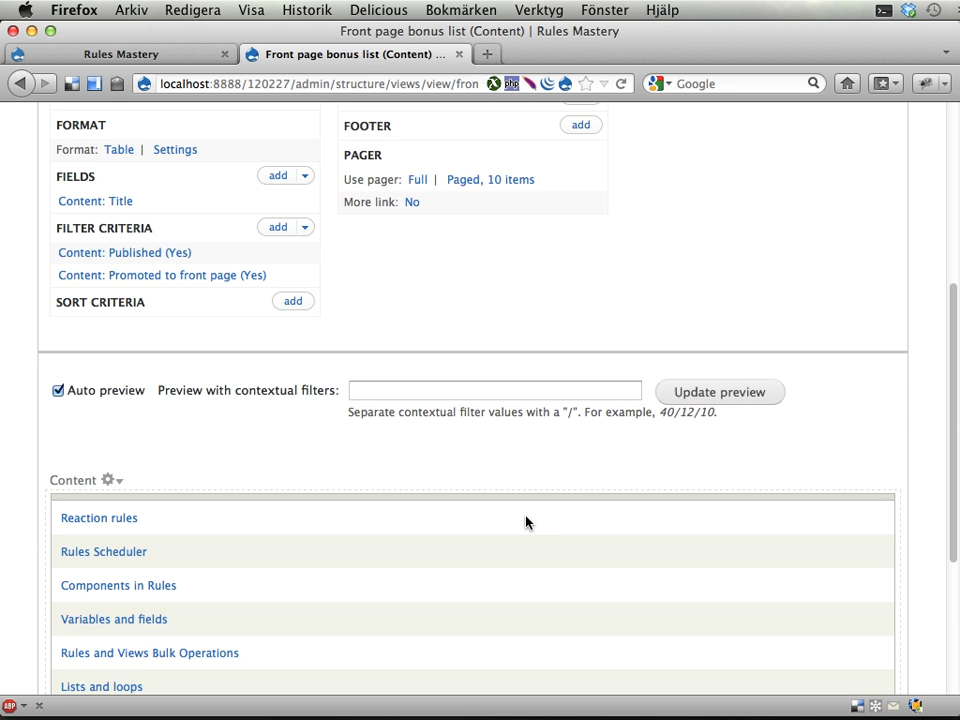 Firefox Arkiv Redigera Visa Historik Delicious Bokmärken Verktyg Fönster Hjälp
Front page bonus list (Content) | Rules Mastery
Rules Mastery
Front page bonus list (Content) ...
localhost:8888/120227/admin/structure/views/view/fron
php
Google
FORMAT
Format: Table | Settings
FIELDS add
Content: Title
FILTER CRITERIA add
Content: Published (Yes)
Content: Promoted to front page (Yes)
SORT CRITERIA add
FOOTER add
PAGER
Use pager: Full | Paged, 10 items
More link: No
Auto preview Preview with contextual filters: Update preview
Separate contextual filter values with a "/". For example, 40/12/10.
Content
Reaction rules
Rules Scheduler
Components in Rules
Variables and fields
Rules and Views Bulk Operations
Lists and loops
ABP